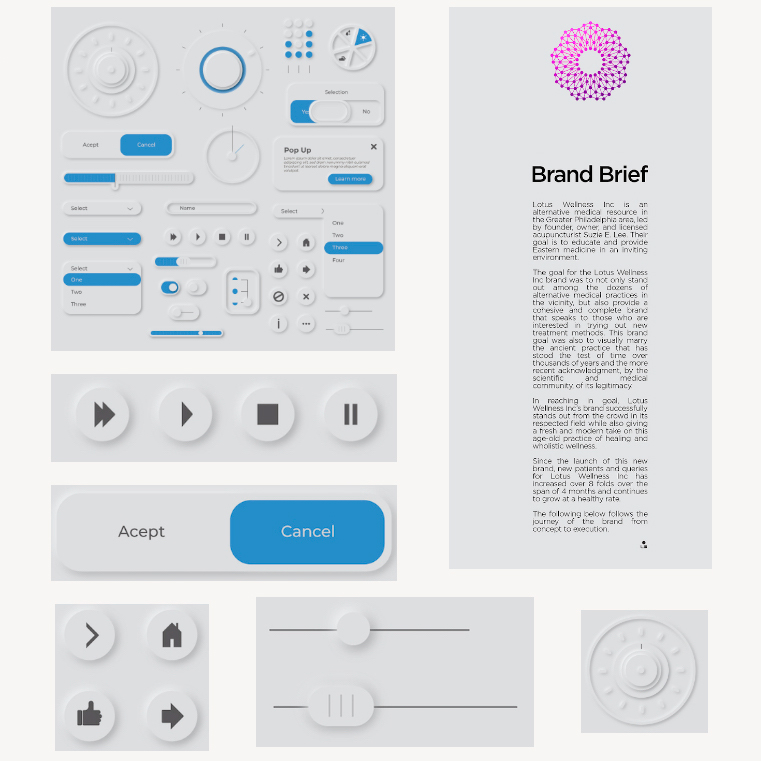 Selection
Yes
No
Acept
Cancel
Pop Up
Learn more
Select
Name
Select
One
Two
Three
Four
Select
Select
One
Two
Three
Acept
Cancel
Brand Brief
Lotus Wellness Inc is an
alternative medical resource in
the Greater Philadelphia area, led
by founder, owner, and licensed
acupuncturist Suzie E. Lee. Their
goal is to educate and provide
Eastern medicine in an inviting
environment.
The goal for the Lotus Wellness
Inc brand was to not only stand
out among the dozens of
alternative medical practices in
the vicinity, but also provide a
cohesive and complete brand
that speaks to those who are
interested in trying out new
treatment methods. This brand
goal was also to visually marry
the ancient practice that has
stood the test of time over
thousands of years and the more
recent acknowledgment, by the
scientific and medical
community, of its legitimacy.
In reaching in goal, Lotus
Wellness Inc's brand successfully
stands out from the crowd in its
respected field while also giving
a fresh and modern take on this
age-old practice of healing and
wholistic wellness.
Since the launch of this new
brand, new patients and queries
for Lotus Wellness Inc has
increased over 8 folds over the
span of 4 months and continues
to grow at a healthy rate.
The following below follows the
journey of the brand from
concept to execution.